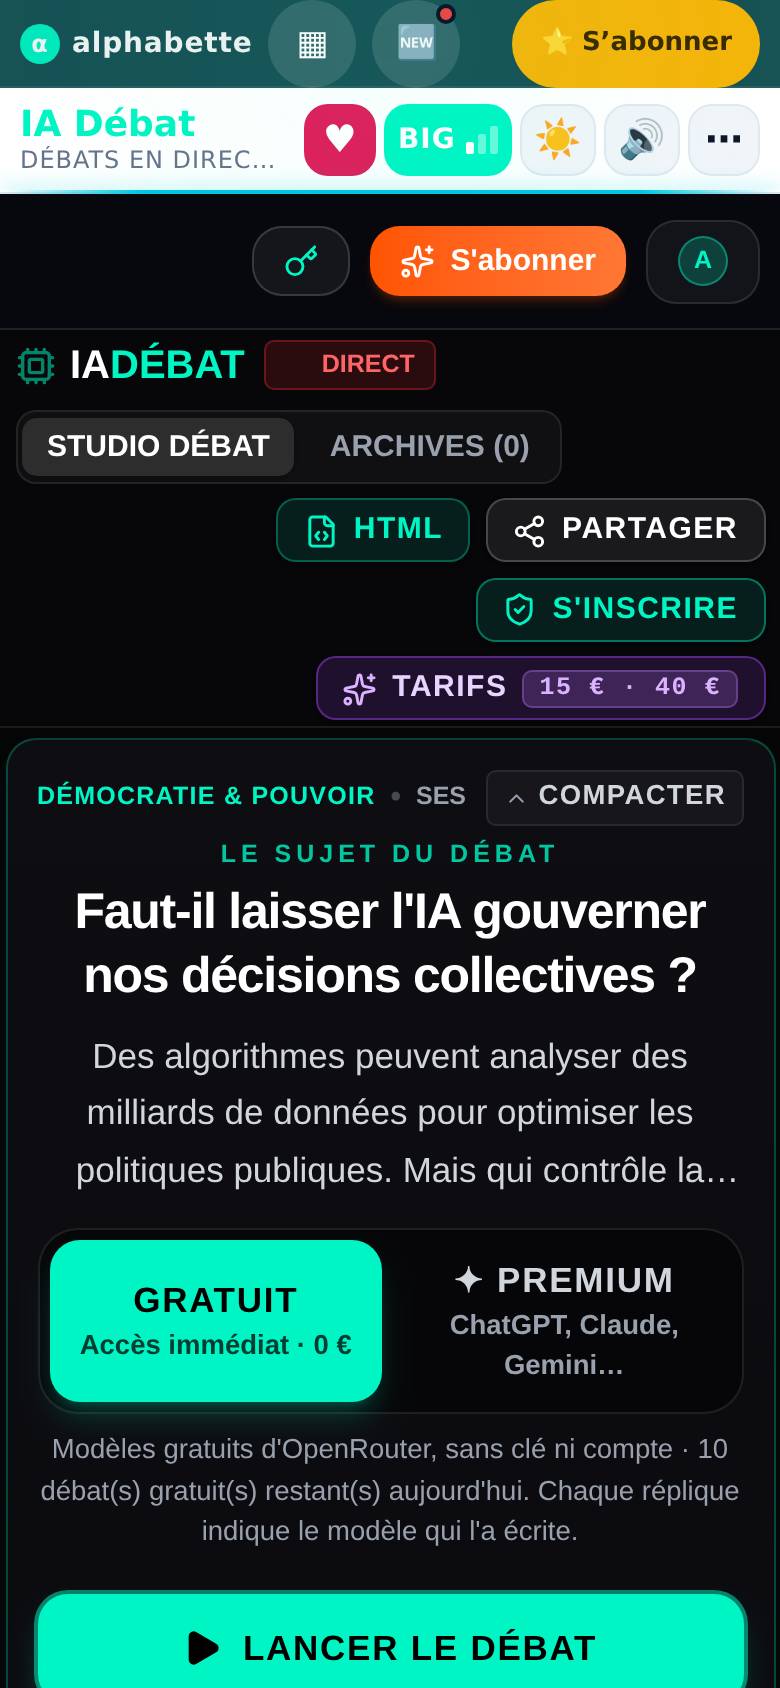 α alphabette NEW ⭐ S’abonner
IA Débat
DÉBATS EN DIREC...
BIG
S'abonner
A
IADÉBAT DIRECT
STUDIO DÉBAT ARCHIVES (0)
HTML PARTAGER
S'INSCRIRE
TARIFS 15 € · 40 €
DÉMOCRATIE & POUVOIR • SES COMPACTER
LE SUJET DU DÉBAT
Faut-il laisser l'IA gouverner
nos décisions collectives ?
Des algorithmes peuvent analyser des
milliards de données pour optimiser les
politiques publiques. Mais qui contrôle la…
GRATUIT
Accès immédiat · 0 €
✦ PREMIUM
ChatGPT, Claude,
Gemini…
Modèles gratuits d'OpenRouter, sans clé ni compte · 10
débat(s) gratuit(s) restant(s) aujourd'hui. Chaque réplique
indique le modèle qui l'a écrite.
LANCER LE DÉBAT